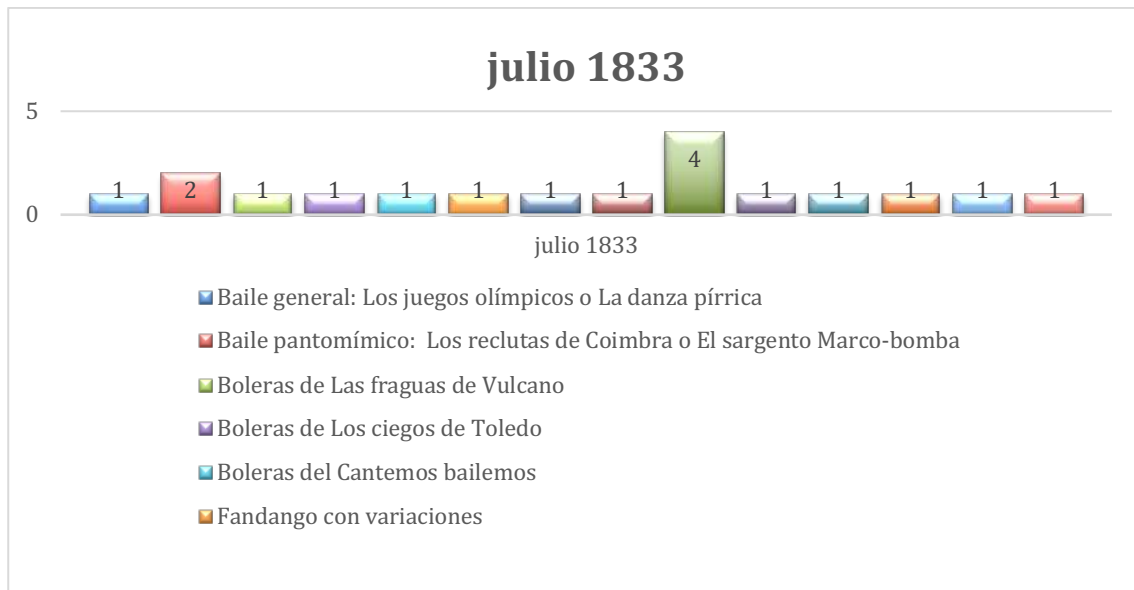 julio 1833
5
1 2 1 1 1 1 1 1 4 1 1 1 1 1
0
julio 1833
Baile general: Los juegos olímpicos o La danza pírrica
Baile pantomímico: Los reclutas de Coimbra o El sargento Marco-bomba
Boleras de Las fraguas de Vulcano
Boleras de Los ciegos de Toledo
Boleras del Cantemos bailemos
Fandango con variaciones